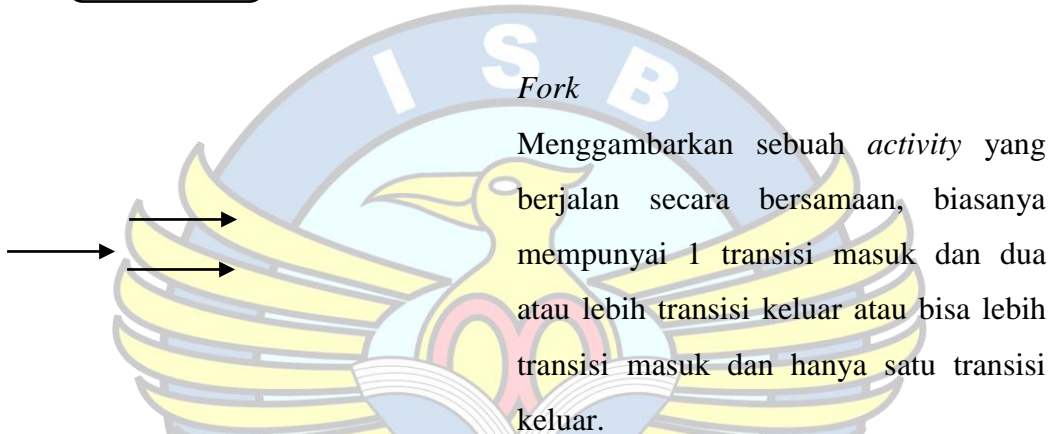 I S B
Fork
Menggambarkan sebuah activity yang
berjalan secara bersamaan, biasanya
mempunyai 1 transisi masuk dan dua
atau lebih transisi keluar atau bisa lebih
transisi masuk dan hanya satu transisi
keluar.